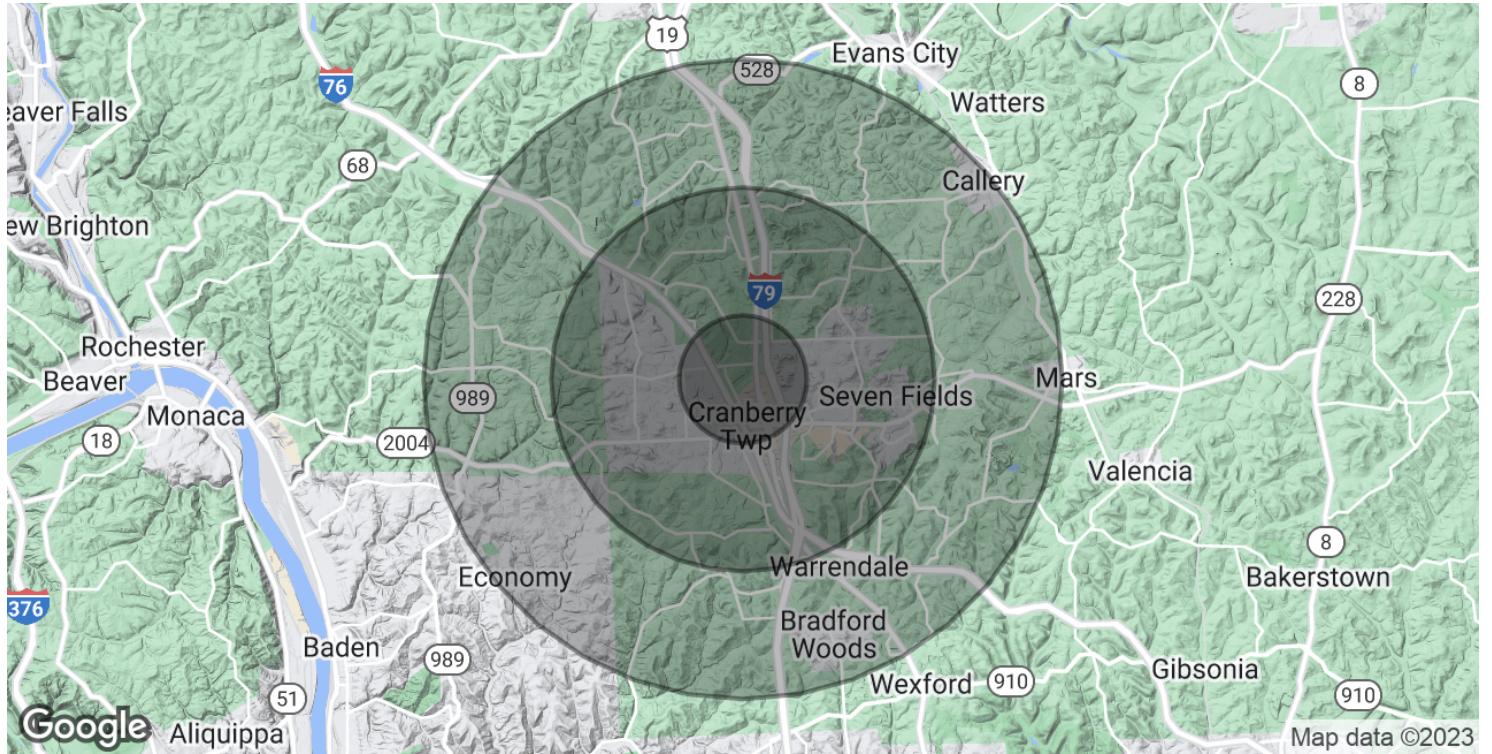 19
Evans City
528
76
8
Watters
eaver Falls
68
Callery
ew Brighton
79
228
Rochester
Beaver
Mars
989
Seven Fields
Monaca
Cranberry
Twp
18
2004
Valencia
8
Warrendale
Economy
Bakerstown
376
Bradford
Woods
Baden
989
Gibsonia
Wexford
910
910
51
Google
Aliquippa
Map data ©2023